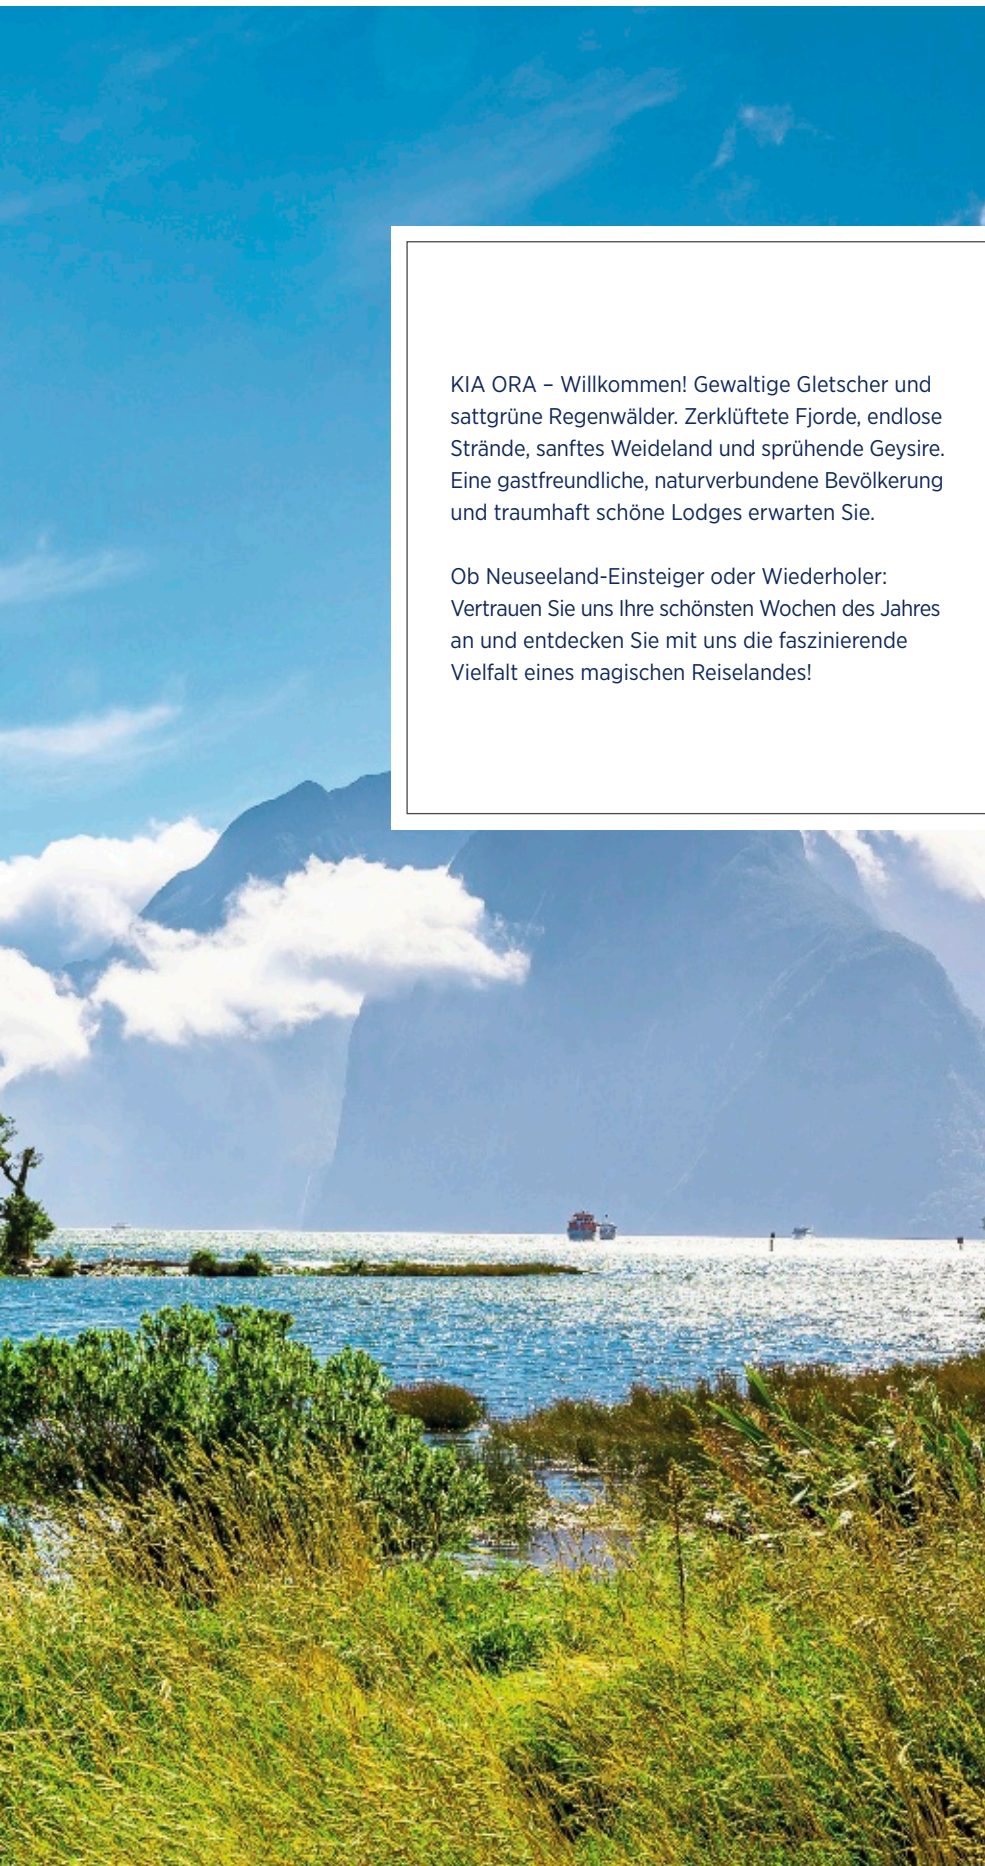 KIA ORA – Willkommen! Gewaltige Gletscher und
sattgrüne Regenwälder. Zerklüftete Fjorde, endlose
Strände, sanftes Weideland und sprühende Geysire.
Eine gastfreundliche, naturverbundene Bevölkerung
und traumhaft schöne Lodges erwarten Sie.
Ob Neuseeland-Einsteiger oder Wiederholer:
Vertrauen Sie uns Ihre schönsten Wochen des Jahres
an und entdecken Sie mit uns die faszinierende
Vielfalt eines magischen Reiselandes!